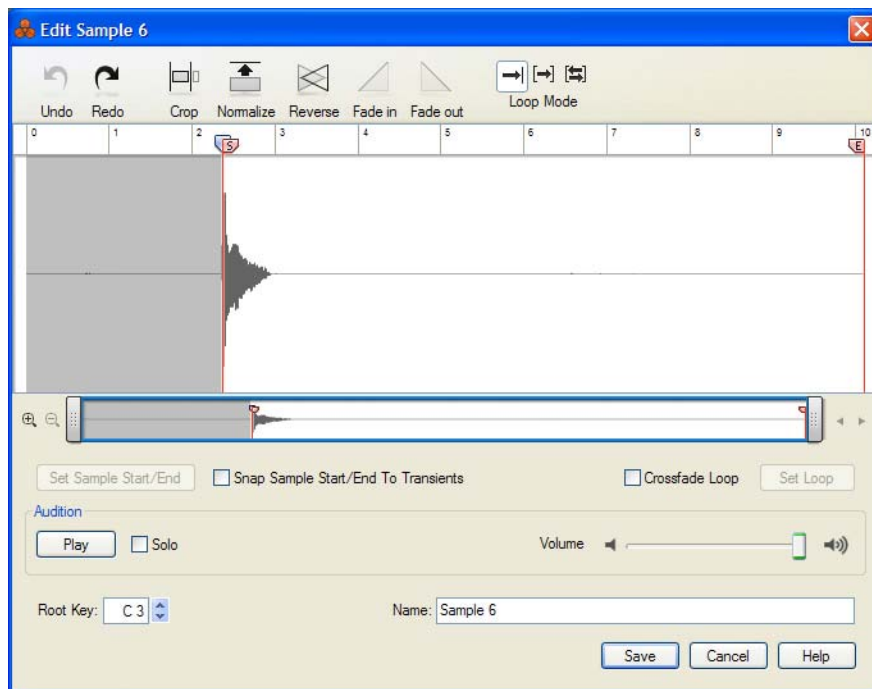 Edit Sample 6
Undo Redo Crop Normalize Reverse Fade in Fade out Loop Mode
0 1 2 3 4 5 6 7 8 9 10
S E
Set Sample Start/End Snap Sample Start/End To Transients Crossfade Loop Set Loop
Audition
Play Solo Volume
Root Key: C 3 Name: Sample 6
Save Cancel Help